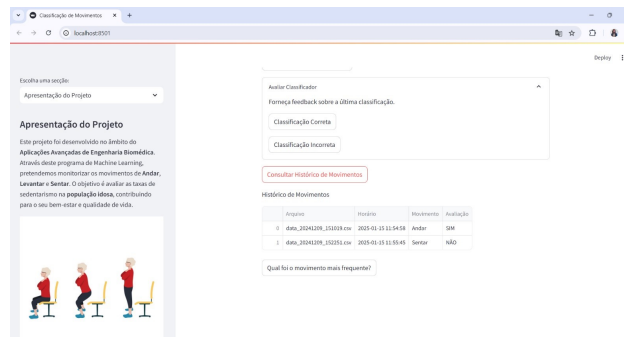 Classificação de Movimentos
localhost:8501
Deploy
Escolha uma secção:
Apresentação do Projeto
Apresentação do Projeto
Este projeto foi desenvolvido no âmbito do
Aplicações Avançadas de Engenharia Biomédica.
Através deste programa de Machine Learning,
pretendemos monitorizar os movimentos de Andar,
Levantar e Sentar. O objetivo é avaliar as taxas de
sedentarismo na população idosa, contribuindo
para o seu bem-estar e qualidade de vida.
Avaliar Classificador
Forneça feedback sobre a última classificação.
Classificação Correta
Classificação Incorreta
Consultar Histórico de Movimentos
Histórico de Movimentos
Arquivo Horário Movimento Avaliação
0 data_20241209_151019.csv 2025-01-15 11:54:58 Andar SIM
1 data_20241209_152251.csv 2025-01-15 11:55:45 Sentar NÃO
Qual foi o movimento mais frequente?